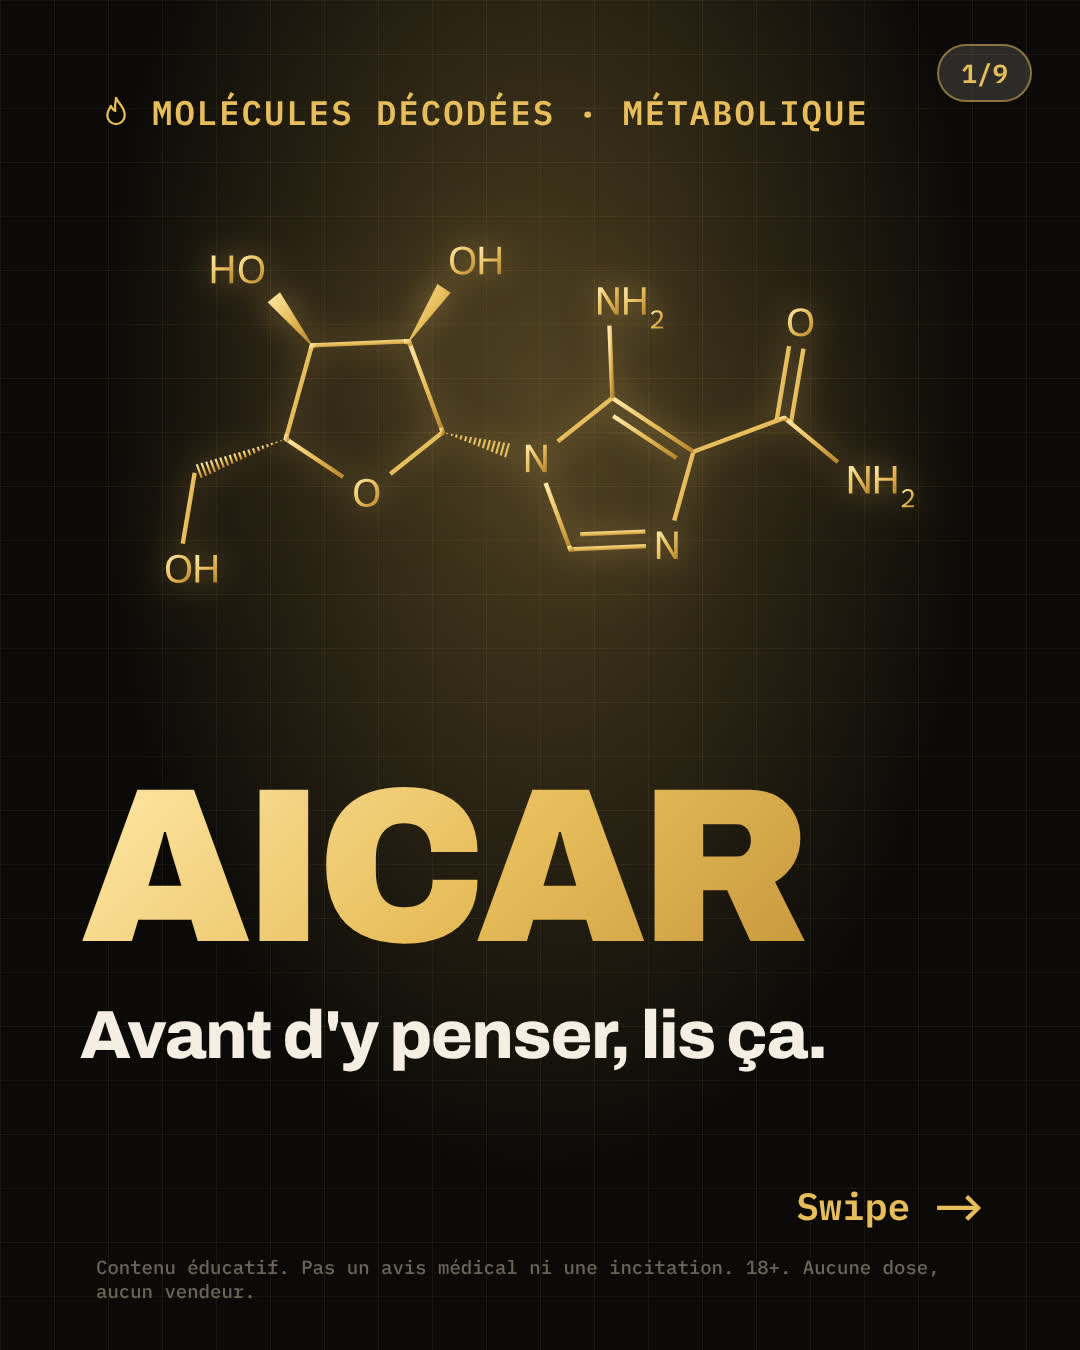 1/9
MOLÉCULES DÉCODÉES · MÉTABOLIQUE
HO
OH
NH2
O
N
NH2
O
N
OH
AICAR
Avant d'y penser, lis ça.
Swipe →
Contenu éducatif. Pas un avis médical ni une incitation. 18+. Aucune dose,
aucun vendeur.